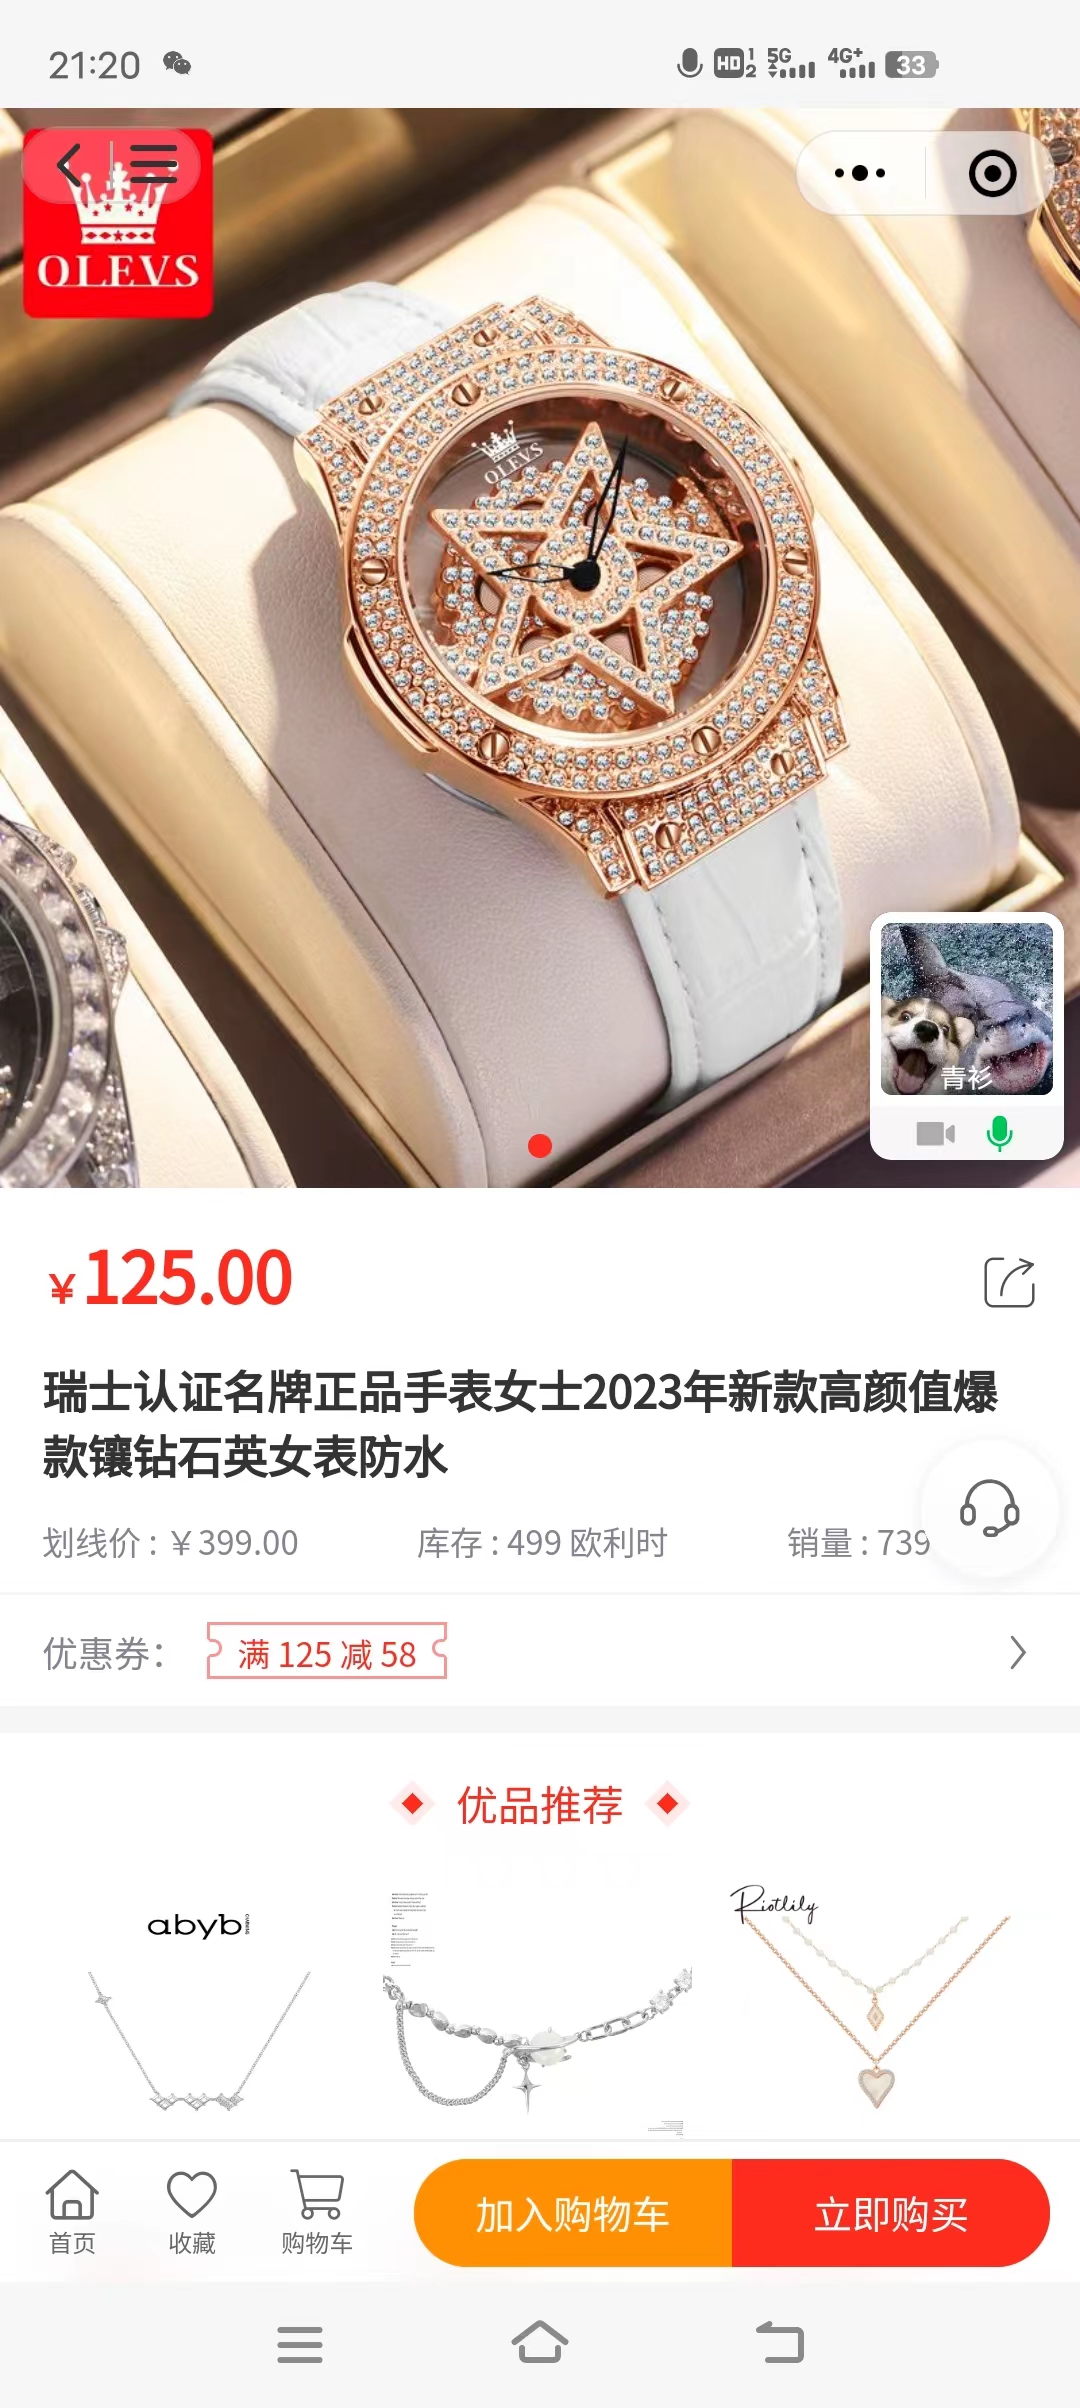 21:20
HD 1 2 5G 4G+ 33
OLEVS
OLEVS
青衫
¥125.00
瑞士认证名牌正品手表女士2023年新款高颜值爆
款镶钻石英女表防水
划线价 : ¥399.00 库存 : 499 欧利时 销量 : 739
优惠券： 满 125 减 58
优品推荐
abyb
Riotlily
首页 收藏 购物车 加入购物车 立即购买